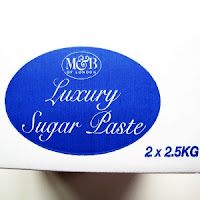 M&B
OF LONDON
Luxury
Sugar Paste
2 x 2.5KG